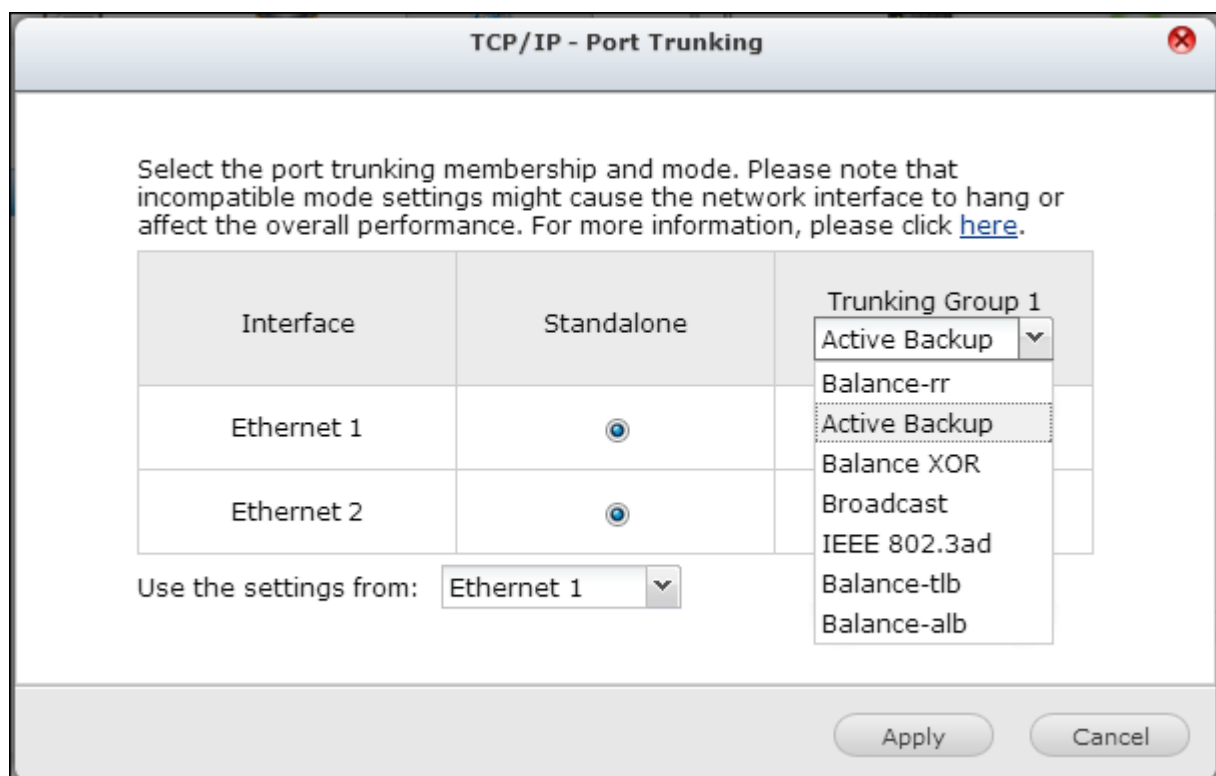 TCP/IP - Port Trunking
Select the port trunking membership and mode. Please note that
incompatible mode settings might cause the network interface to hang or
affect the overall performance. For more information, please click here.
Interface
Standalone
Trunking Group 1
Active Backup
Balance-rr
Active Backup
Balance XOR
Broadcast
IEEE 802.3ad
Balance-tlb
Balance-alb
Ethernet 1
Ethernet 2
Use the settings from:
Ethernet 1
Apply
Cancel